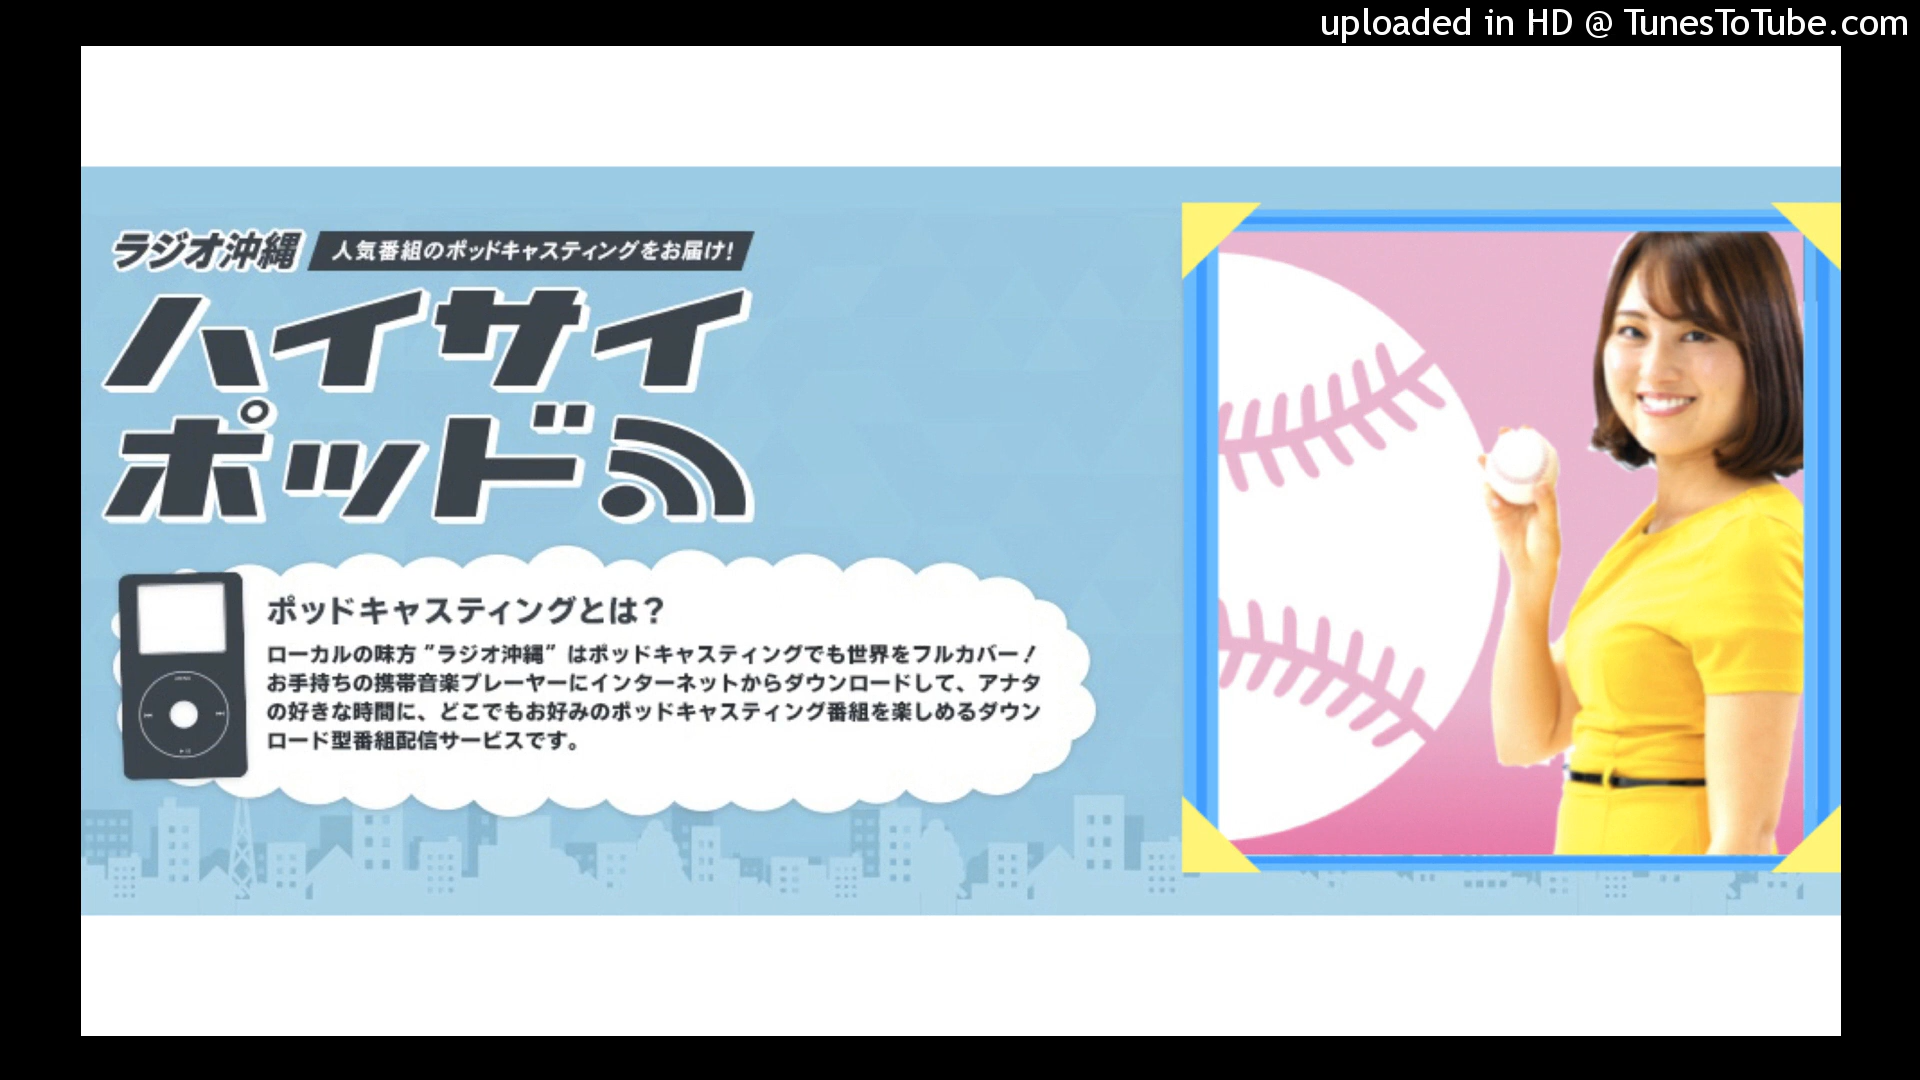 uploaded in HD @ TunesToTube.com
ラジオ沖縄 人気番組のポッドキャスティングをお届け!
ハイサイ
ポッド
ポッドキャスティングとは？
ローカルの味方“ラジオ沖縄”はポッドキャスティングでも世界をフルカバー！
お手持ちの携帯音楽プレーヤーにインターネットからダウンロードして、アナタ
の好きな時間に、どこでもお好みのポッドキャスティング番組を楽しめるダウン
ロード型番組配信サービスです。